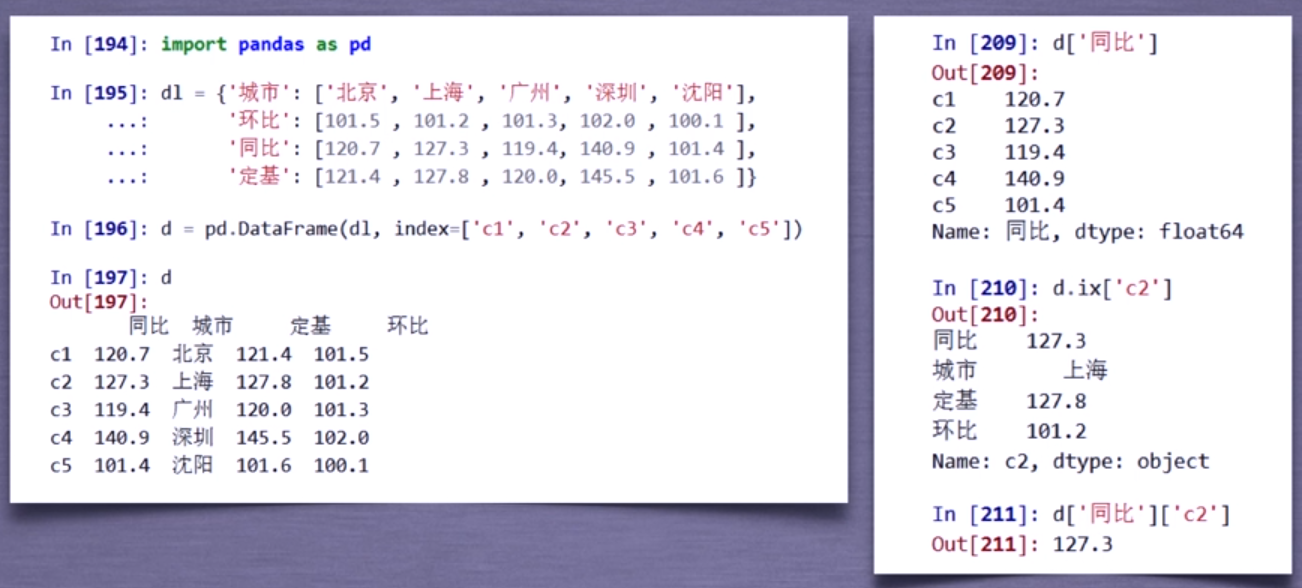 In [194]: import pandas as pd
In [195]: dl = {'城市': ['北京', '上海', '广州', '深圳', '沈阳'],
...: '环比': [101.5 , 101.2 , 101.3, 102.0 , 100.1 ],
...: '同比': [120.7 , 127.3 , 119.4, 140.9 , 101.4 ],
...: '定基': [121.4 , 127.8 , 120.0, 145.5 , 101.6 ]}
In [196]: d = pd.DataFrame(dl, index=['c1', 'c2', 'c3', 'c4', 'c5'])
In [197]: d
Out[197]:
同比 城市 定基 环比
c1 120.7 北京 121.4 101.5
c2 127.3 上海 127.8 101.2
c3 119.4 广州 120.0 101.3
c4 140.9 深圳 145.5 102.0
c5 101.4 沈阳 101.6 100.1
In [209]: d['同比']
Out[209]:
c1 120.7
c2 127.3
c3 119.4
c4 140.9
c5 101.4
Name: 同比, dtype: float64
In [210]: d.ix['c2']
Out[210]:
同比 127.3
城市 上海
定基 127.8
环比 101.2
Name: c2, dtype: object
In [211]: d['同比']['c2']
Out[211]: 127.3